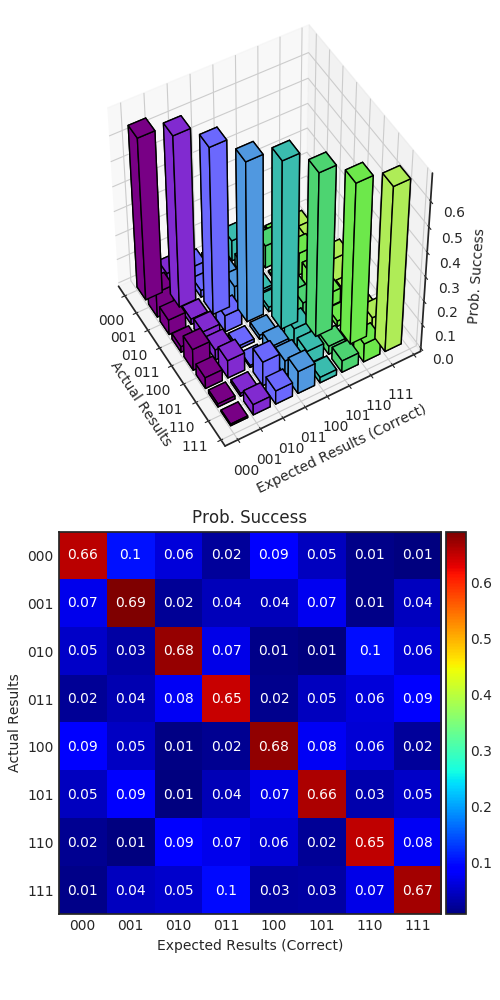 0.6
0.5
0.4
0.3
0.2
0.1
0.0
Prob. Success
000
001
010
011
100
101
110
111
Actual Results
000
001
010
011
100
101
110
111
Expected Results (Correct)
Prob. Success
000 0.66 0.1 0.06 0.02 0.09 0.05 0.01 0.01
001 0.07 0.69 0.02 0.04 0.04 0.07 0.01 0.04
010 0.05 0.03 0.68 0.07 0.01 0.01 0.1 0.06
011 0.02 0.04 0.08 0.65 0.02 0.05 0.06 0.09
100 0.09 0.05 0.01 0.02 0.68 0.08 0.06 0.02
101 0.05 0.09 0.01 0.04 0.07 0.66 0.03 0.05
110 0.02 0.01 0.09 0.07 0.06 0.02 0.65 0.08
111 0.01 0.04 0.05 0.1 0.03 0.03 0.07 0.67
000 001 010 011 100 101 110 111
Expected Results (Correct)
Actual Results
0.6
0.5
0.4
0.3
0.2
0.1